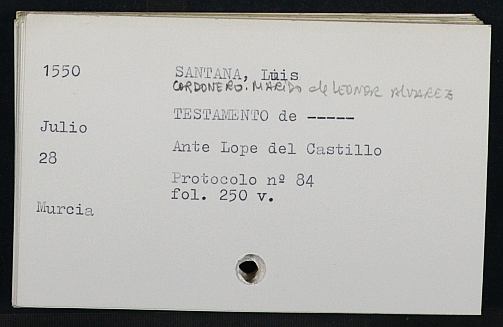 1550
SANTANA, Luis
CORDONERO. MARIDO de LEONOR ALVAREZ
TESTAMENTO de -----
Julio
28
Ante Lope del Castillo
Protocolo nº 84
fol. 250 v.
Murcia